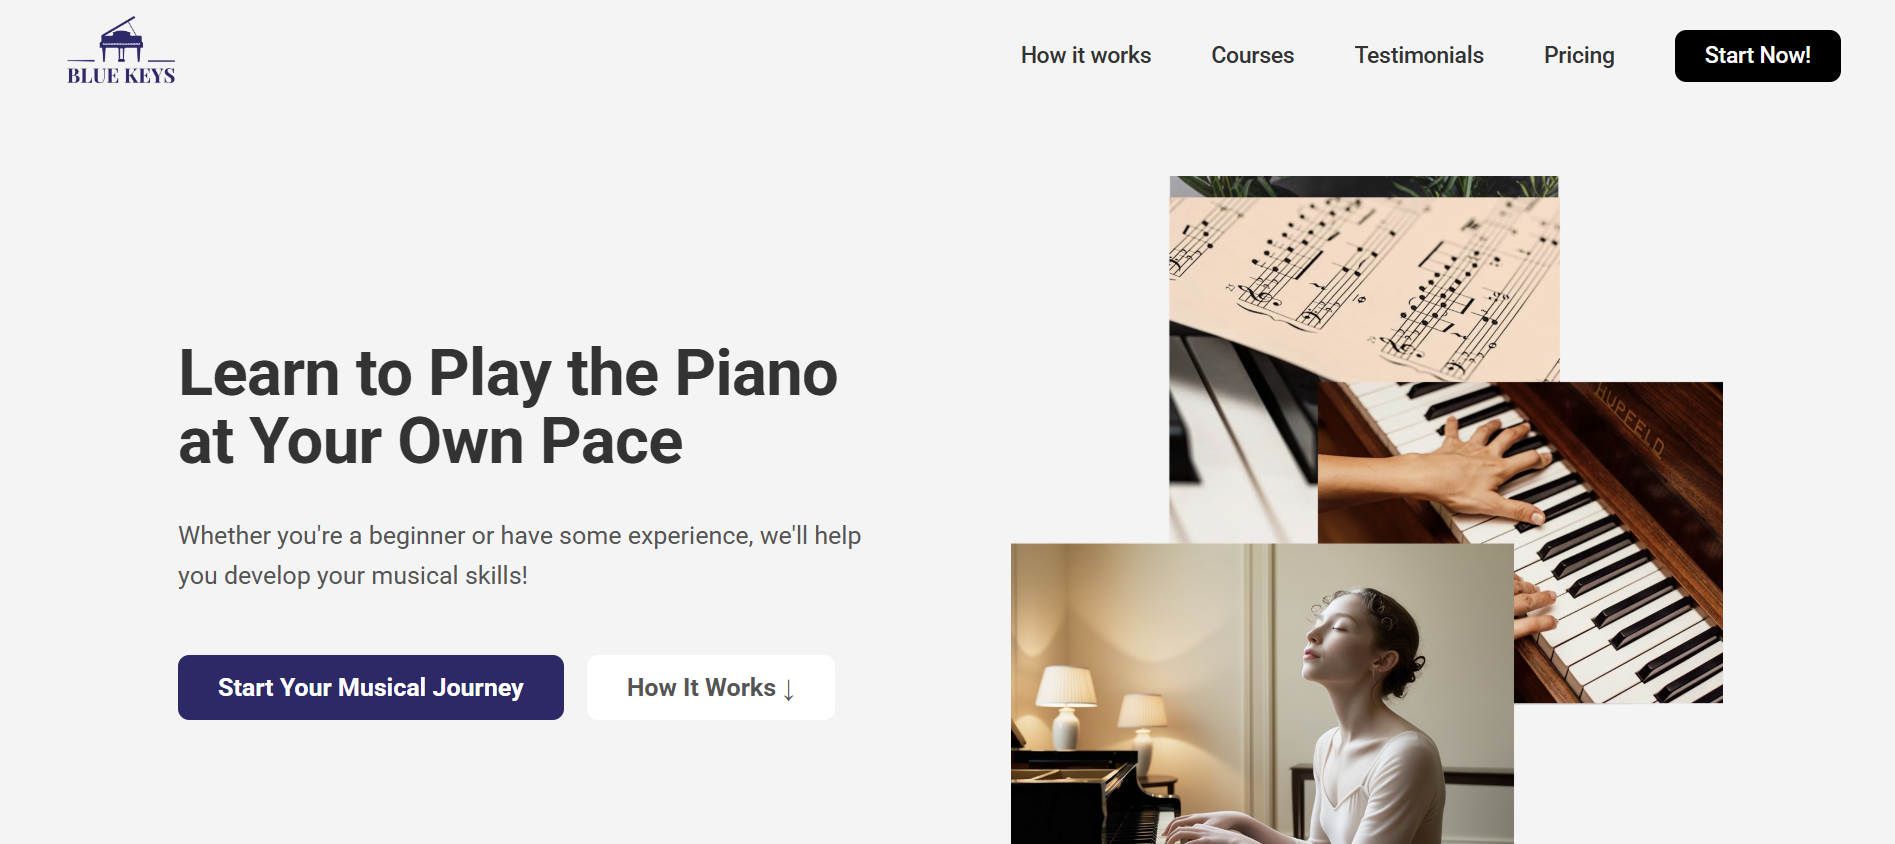 BLUE KEYS
How it works
Courses
Testimonials
Pricing
Start Now!
Learn to Play the Piano
at Your Own Pace
Whether you're a beginner or have some experience, we'll help
you develop your musical skills!
Start Your Musical Journey
How It Works ↓
HUPFELD